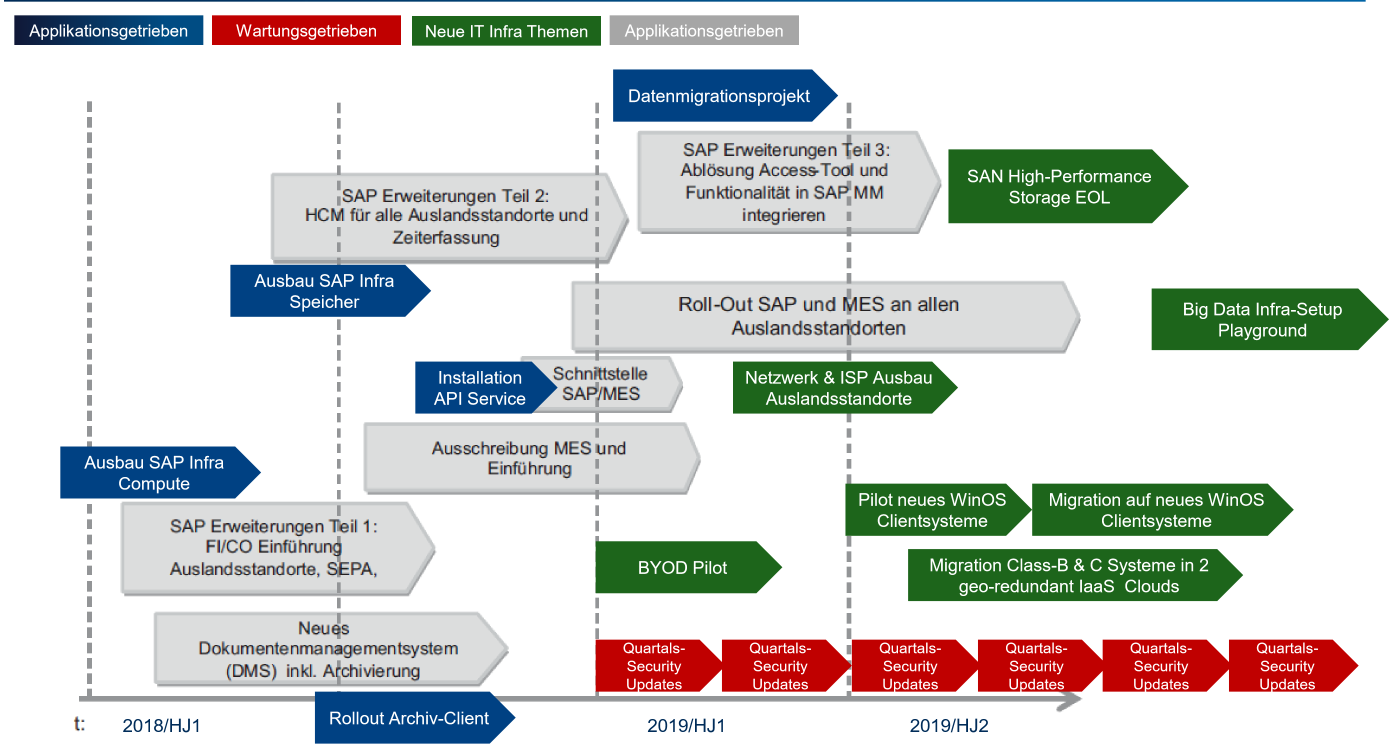 Applikationsgetrieben
Wartungsgetrieben
Neue IT Infra Themen
Applikationsgetrieben
Datenmigrationsprojekt
SAP Erweiterungen Teil 3:
Ablösung Access-Tool und
Funktionalität in SAP MM
integrieren
SAN High-Performance
Storage EOL
SAP Erweiterungen Teil 2:
HCM für alle Auslandsstandorte und
Zeiterfassung
Ausbau SAP Infra
Speicher
Roll-Out SAP und MES an allen
Auslandsstandorten
Big Data Infra-Setup
Playground
Installation
API Service
Schnittstelle
SAP/MES
Netzwerk & ISP Ausbau
Auslandsstandorte
Ausschreibung MES und
Einführung
Ausbau SAP Infra
Compute
Pilot neues WinOS
Clientsysteme
Migration auf neues WinOS
Clientsysteme
SAP Erweiterungen Teil 1:
FI/CO Einführung
Auslandsstandorte, SEPA,
BYOD Pilot
Migration Class-B & C Systeme in 2
geo-redundant IaaS Clouds
Neues
Dokumentenmanagementsystem
(DMS) inkl. Archivierung
Quartals-
Security
Updates
Quartals-
Security
Updates
Quartals-
Security
Updates
Quartals-
Security
Updates
Quartals-
Security
Updates
Quartals-
Security
Updates
Rollout Archiv-Client
t:
2018/HJ1
2019/HJ1
2019/HJ2